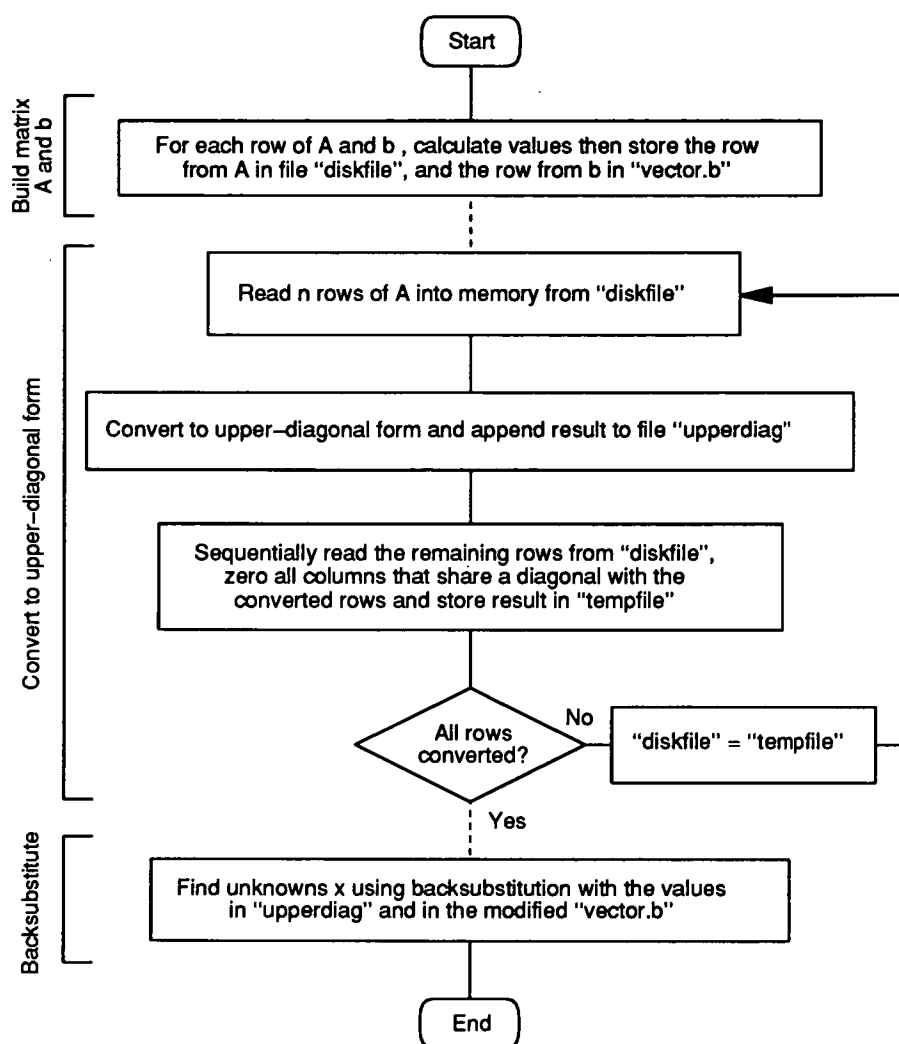 Start
Build matrix
A and b
For each row of A and b , calculate values then store the row
from A in file “diskfile”, and the row from b in “vector.b”
Convert to upper–diagonal form
Read n rows of A into memory from “diskfile”
Convert to upper–diagonal form and append result to file “upperdiag”
Sequentially read the remaining rows from “diskfile”,
zero all columns that share a diagonal with the
converted rows and store result in “tempfile”
All rows
converted?
No
“diskfile” = “tempfile”
Yes
Backsubstitute
Find unknowns x using backsubstitution with the values
in “upperdiag” and in the modified “vector.b”
End